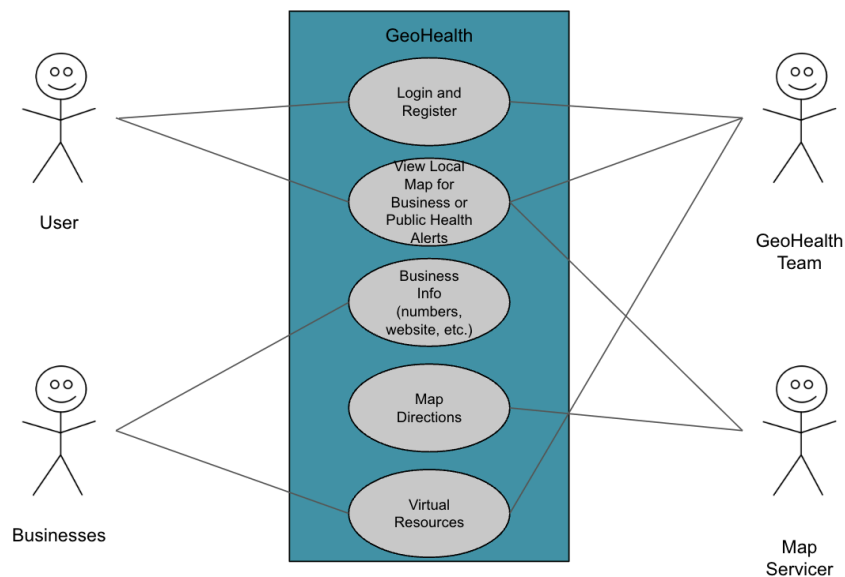 GeoHealth
Login and
Register
View Local
Map for
Business or
Public Health
Alerts
Business
Info
(numbers,
website, etc.)
Map
Directions
Virtual
Resources
User
Businesses
GeoHealth
Team
Map
Servicer